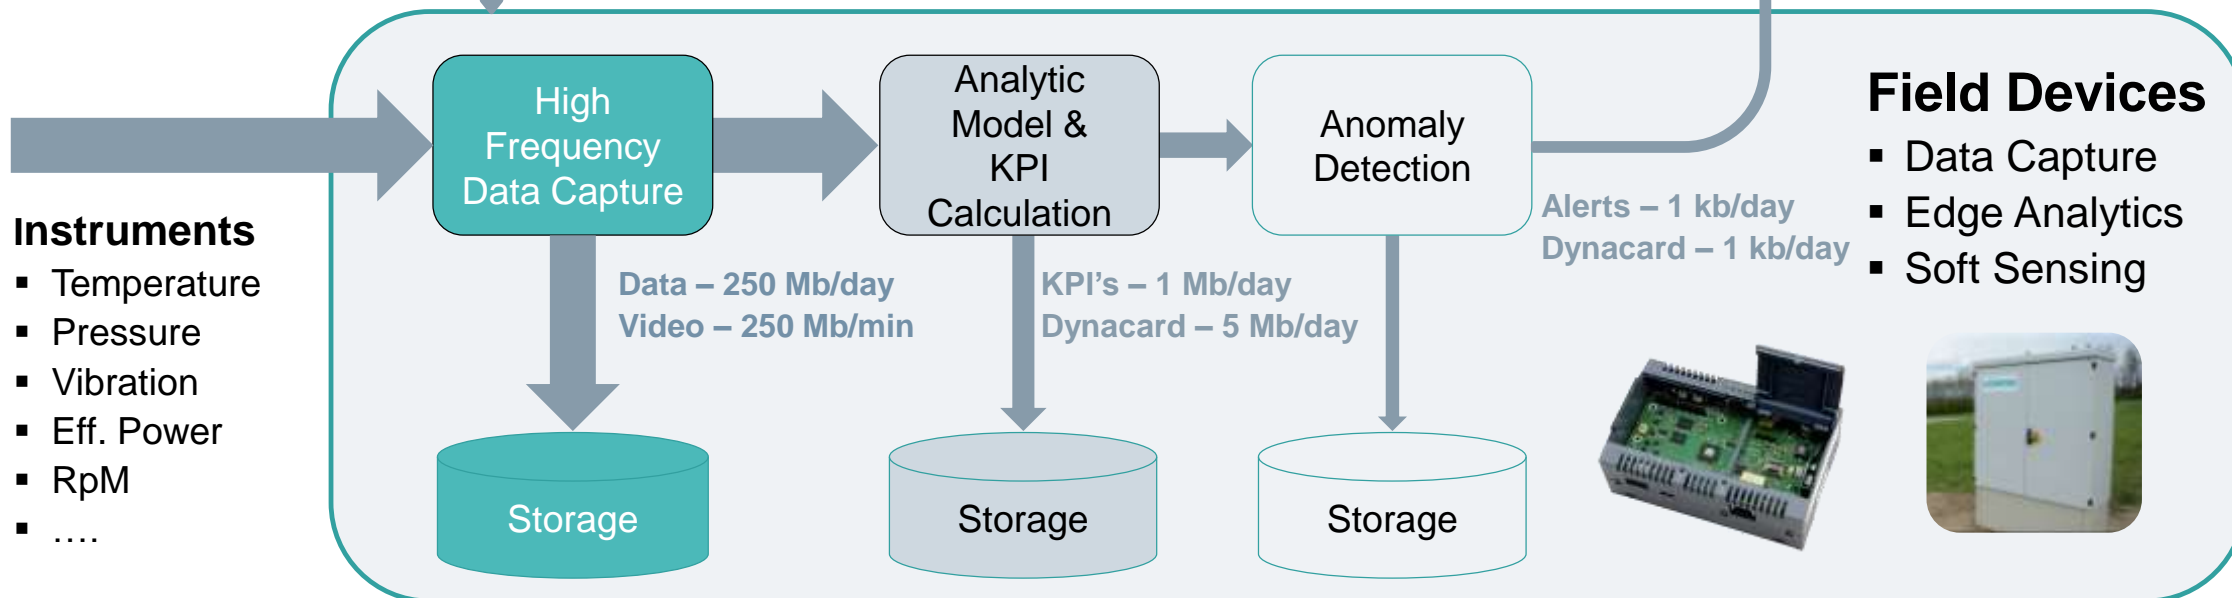 High
Frequency
Data Capture
Analytic
Model &
KPI
Calculation
Anomaly
Detection
Field Devices
▪ Data Capture
▪ Edge Analytics
▪ Soft Sensing
Instruments
▪ Temperature
▪ Pressure
▪ Vibration
▪ Eff. Power
▪ RpM
▪ ….
Data – 250 Mb/day
Video – 250 Mb/min
KPI’s – 1 Mb/day
Dynacard – 5 Mb/day
Alerts – 1 kb/day
Dynacard – 1 kb/day
Storage
Storage
Storage